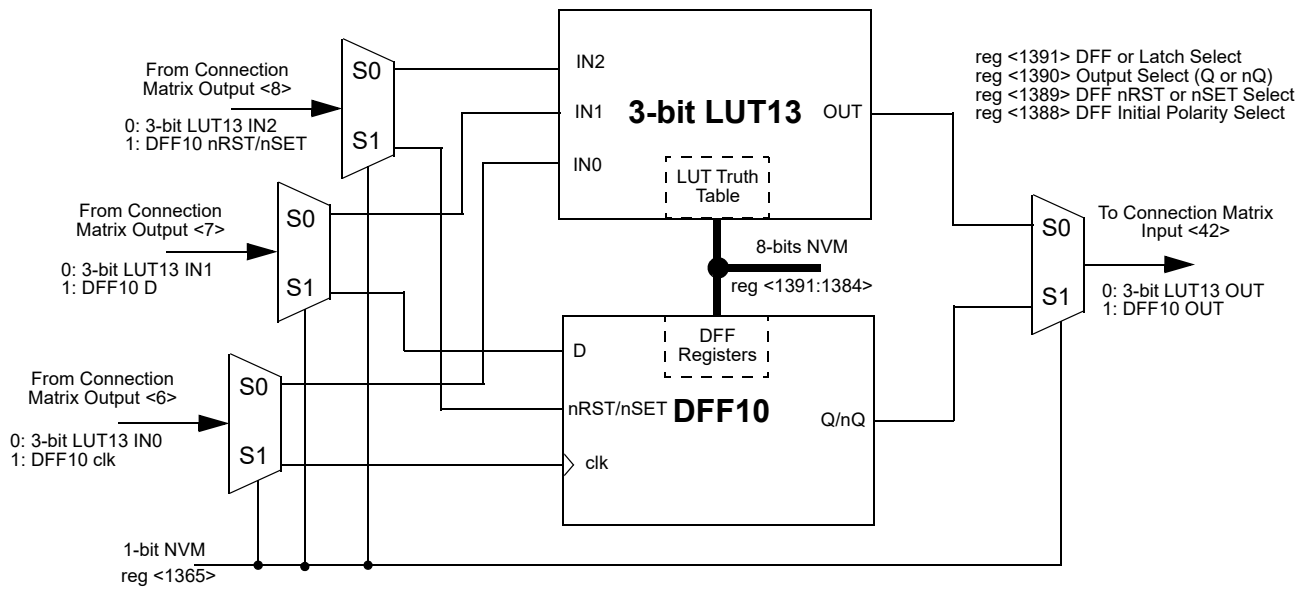 From Connection
Matrix Output <8>
0: 3-bit LUT13 IN2
1: DFF10 nRST/nSET
S0
S1
From Connection
Matrix Output <7>
0: 3-bit LUT13 IN1
1: DFF10 D
S0
S1
From Connection
Matrix Output <6>
0: 3-bit LUT13 IN0
1: DFF10 clk
S0
S1
1-bit NVM
reg <1365>
IN2
IN1
IN0
3-bit LUT13
OUT
LUT Truth
Table
8-bits NVM
reg <1391:1384>
DFF
Registers
D
nRST/nSET
DFF10
clk
Q/nQ
reg <1391> DFF or Latch Select
reg <1390> Output Select (Q or nQ)
reg <1389> DFF nRST or nSET Select
reg <1388> DFF Initial Polarity Select
S0
S1
To Connection Matrix
Input <42>
0: 3-bit LUT13 OUT
1: DFF10 OUT